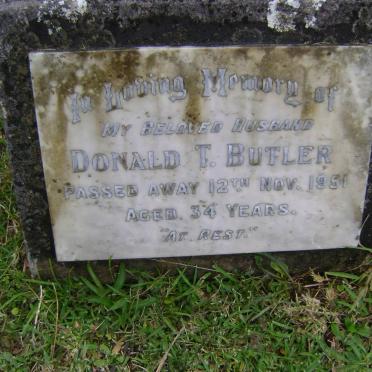 In Loving Memory of
MY BELOVED HUSBAND
DONALD T. BUTLER
PASSED AWAY 12TH NOV. 1951
AGED 34 YEARS.
"AT REST."